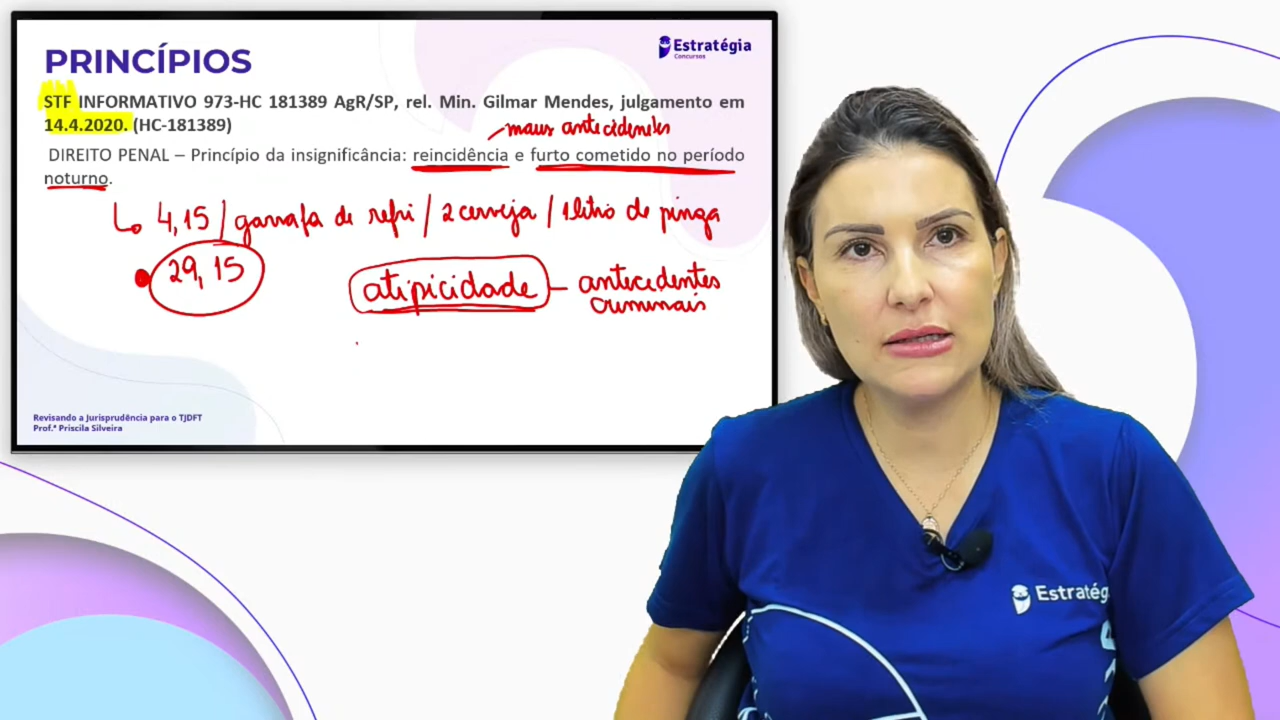 PRINCÍPIOS
Estratégia
Concursos
STF INFORMATIVO 973-HC 181389 AgR/SP, rel. Min. Gilmar Mendes, julgamento em
14.4.2020. (HC-181389)
maus antecedentes
DIREITO PENAL – Princípio da insignificância: reincidência e furto cometido no período
noturno.
4,15 / garrafa de refri / 2 cerveja / 1 litro de pinga
29,15
atipicidade – antecedentes
criminais
Revisando a Jurisprudência para o TJDFT
Prof.ª Priscila Silveira
Estratég